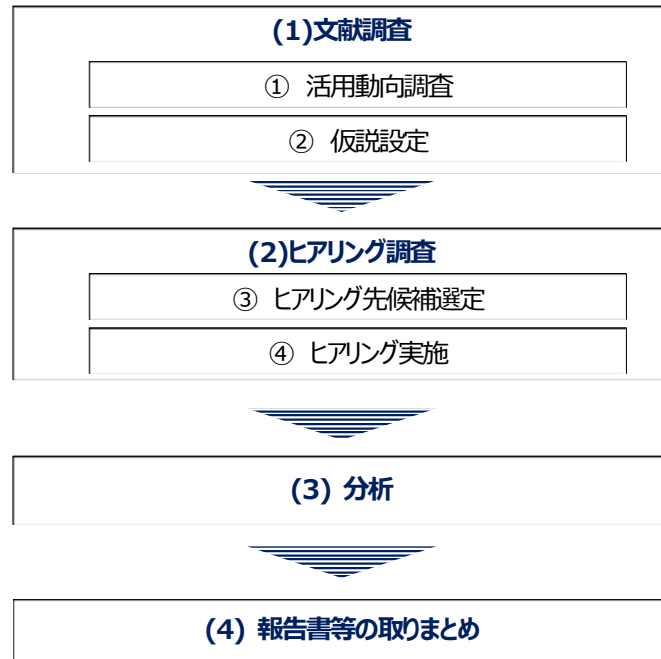 (1)文献調査
① 活用動向調査
② 仮説設定
(2)ヒアリング調査
③ ヒアリング先候補選定
④ ヒアリング実施
(3) 分析
(4) 報告書等の取りまとめ